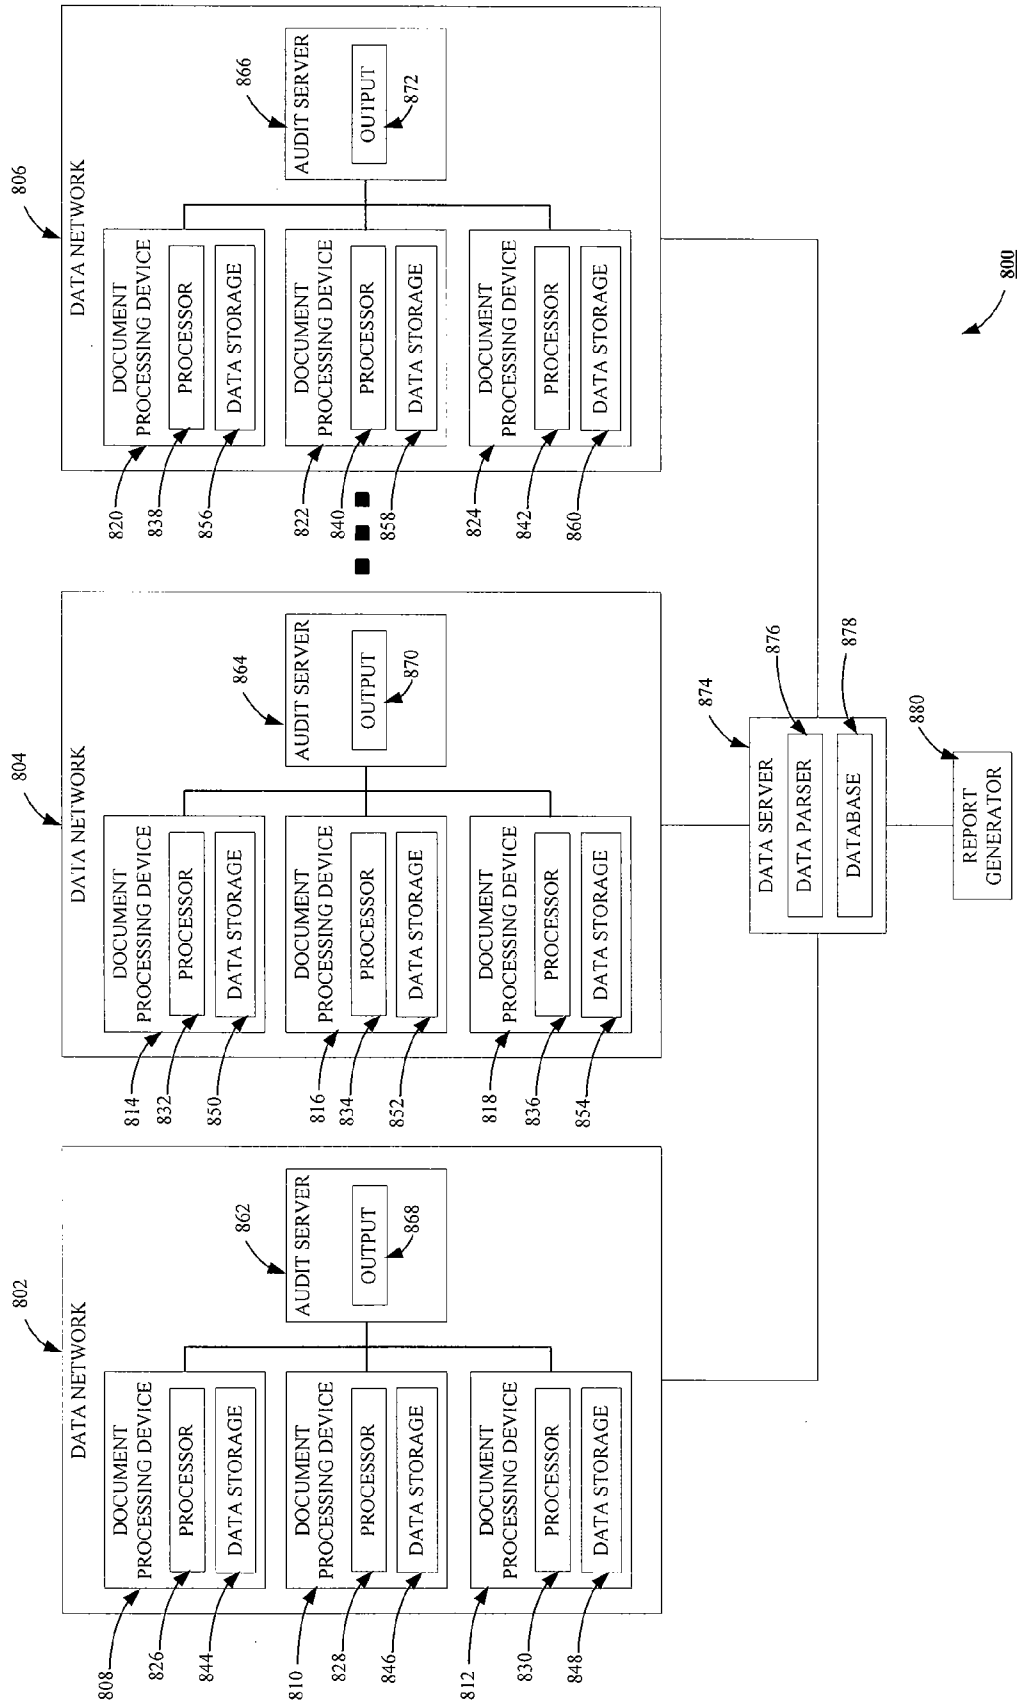 802
DATA NETWORK
808
DOCUMENT
PROCESSING DEVICE
826
PROCESSOR
844
DATA STORAGE
810
DOCUMENT
PROCESSING DEVICE
828
PROCESSOR
846
DATA STORAGE
812
DOCUMENT
PROCESSING DEVICE
830
PROCESSOR
848
DATA STORAGE
862
AUDIT SERVER
OUTPUT
868
804
DATA NETWORK
814
DOCUMENT
PROCESSING DEVICE
832
PROCESSOR
850
DATA STORAGE
816
DOCUMENT
PROCESSING DEVICE
834
PROCESSOR
852
DATA STORAGE
818
DOCUMENT
PROCESSING DEVICE
836
PROCESSOR
854
DATA STORAGE
864
AUDIT SERVER
OUTPUT
870
806
DATA NETWORK
820
DOCUMENT
PROCESSING DEVICE
838
PROCESSOR
856
DATA STORAGE
822
DOCUMENT
PROCESSING DEVICE
840
PROCESSOR
858
DATA STORAGE
824
DOCUMENT
PROCESSING DEVICE
842
PROCESSOR
860
DATA STORAGE
866
AUDIT SERVER
OUTPUT
872
874
DATA SERVER
876
DATA PARSER
878
DATABASE
880
REPORT
GENERATOR
800